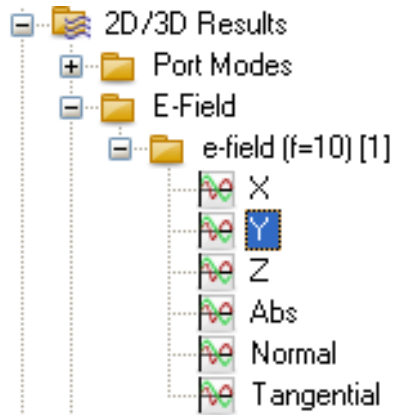 2D/3D Results
Port Modes
E-Field
e-field (f=10) [1]
X
Y
Z
Abs
Normal
Tangential